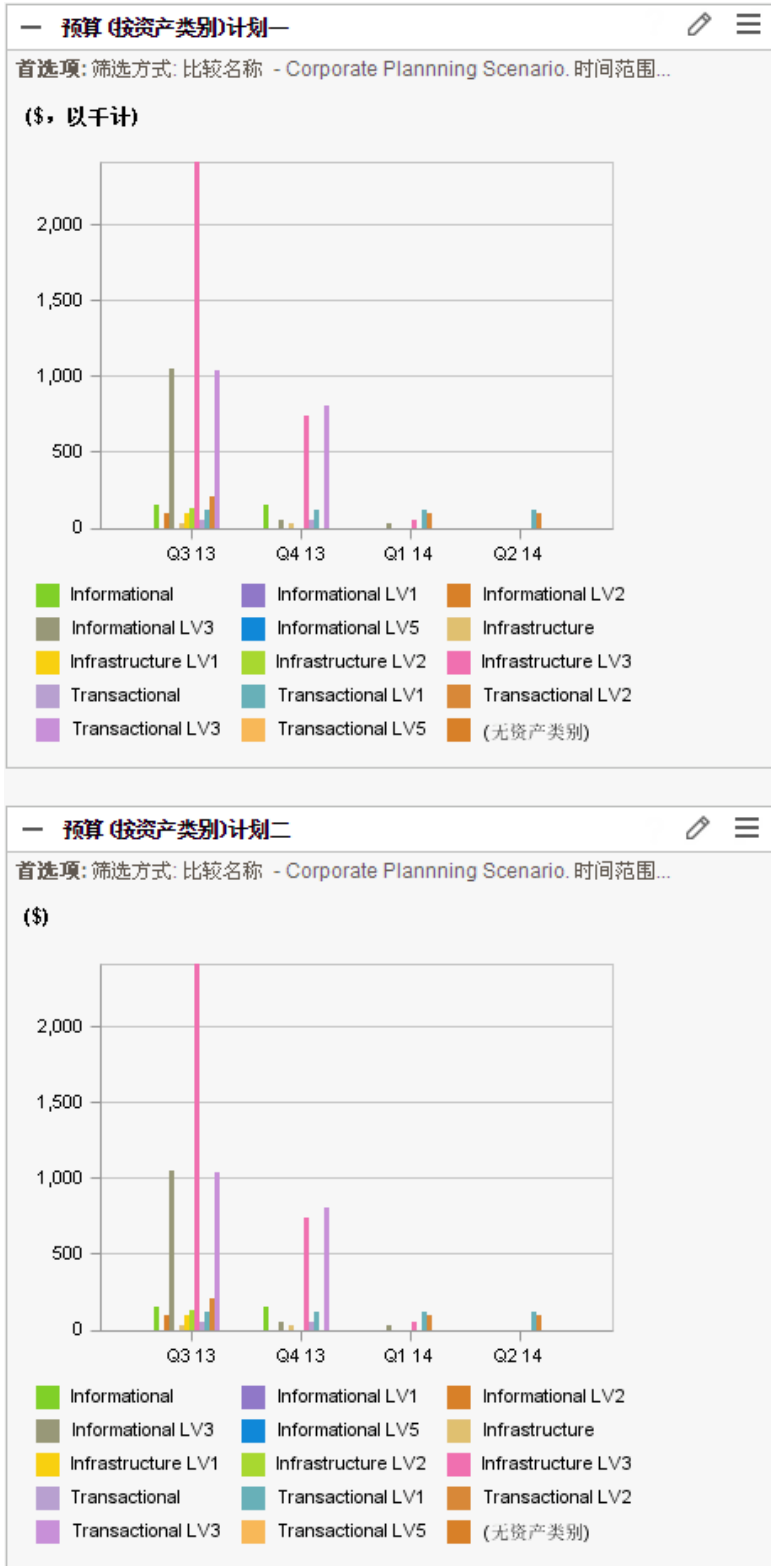 预算 (按资产类别)计划一
首选项: 筛选方式: 比较名称 - Corporate Plannning Scenario. 时间范围...
($，以千计)
2,000
1,500
1,000
500
0
Q3 13 Q4 13 Q1 14 Q2 14
Informational Informational LV1 Informational LV2
Informational LV3 Informational LV5 Infrastructure
Infrastructure LV1 Infrastructure LV2 Infrastructure LV3
Transactional Transactional LV1 Transactional LV2
Transactional LV3 Transactional LV5 (无资产类别)
预算 (按资产类别)计划二
首选项: 筛选方式: 比较名称 - Corporate Plannning Scenario. 时间范围...
($)
2,000
1,500
1,000
500
0
Q3 13 Q4 13 Q1 14 Q2 14
Informational Informational LV1 Informational LV2
Informational LV3 Informational LV5 Infrastructure
Infrastructure LV1 Infrastructure LV2 Infrastructure LV3
Transactional Transactional LV1 Transactional LV2
Transactional LV3 Transactional LV5 (无资产类别)